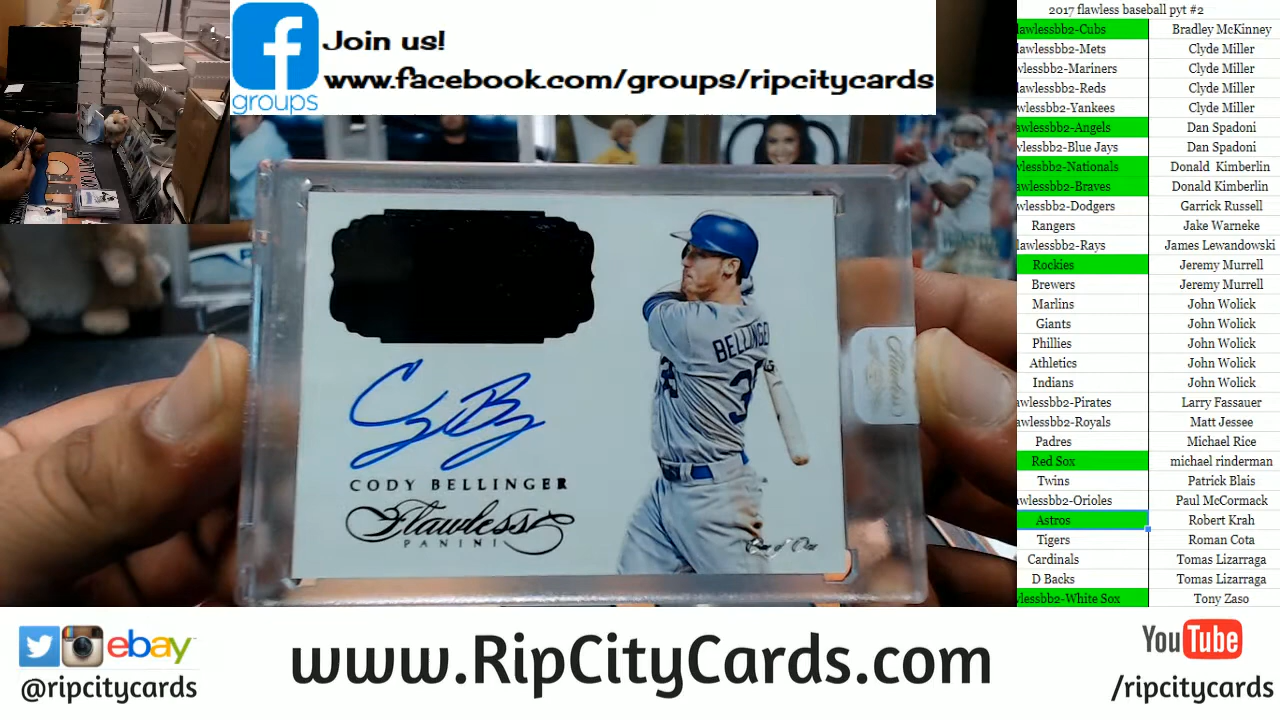 Join us!
www.facebook.com/groups/ripcitycards
groups
BELLINGE
CODY BELLINGER
Flawless
PANINI
One of One
Flawless
2017 flawless baseball pyt #2
lawlessbb2-Cubs Bradley McKinney
lawlessbb2-Mets Clyde Miller
wlessbb2-Mariners Clyde Miller
lawlessbb2-Reds Clyde Miller
wlessbb2-Yankees Clyde Miller
awlessbb2-Angels Dan Spadoni
wlessbb2-Blue Jays Dan Spadoni
wlessbb2-Nationals Donald Kimberlin
awlessbb2-Braves Donald Kimberlin
wlessbb2-Dodgers Garrick Russell
Rangers Jake Warneke
lawlessbb2-Rays James Lewandowski
Rockies Jeremy Murrell
Brewers Jeremy Murrell
Marlins John Wolick
Giants John Wolick
Phillies John Wolick
Athletics John Wolick
Indians John Wolick
awlessbb2-Pirates Larry Fassauer
awlessbb2-Royals Matt Jessee
Padres Michael Rice
Red Sox michael rinderman
Twins Patrick Blais
wlessbb2-Orioles Paul McCormack
Astros Robert Krah
Tigers Roman Cota
Cardinals Tomas Lizarraga
D Backs Tomas Lizarraga
vlessbb2-White Sox Tony Zaso
ebay
@ripcitycards
www.RipCityCards.com
YouTube
/ripcitycards